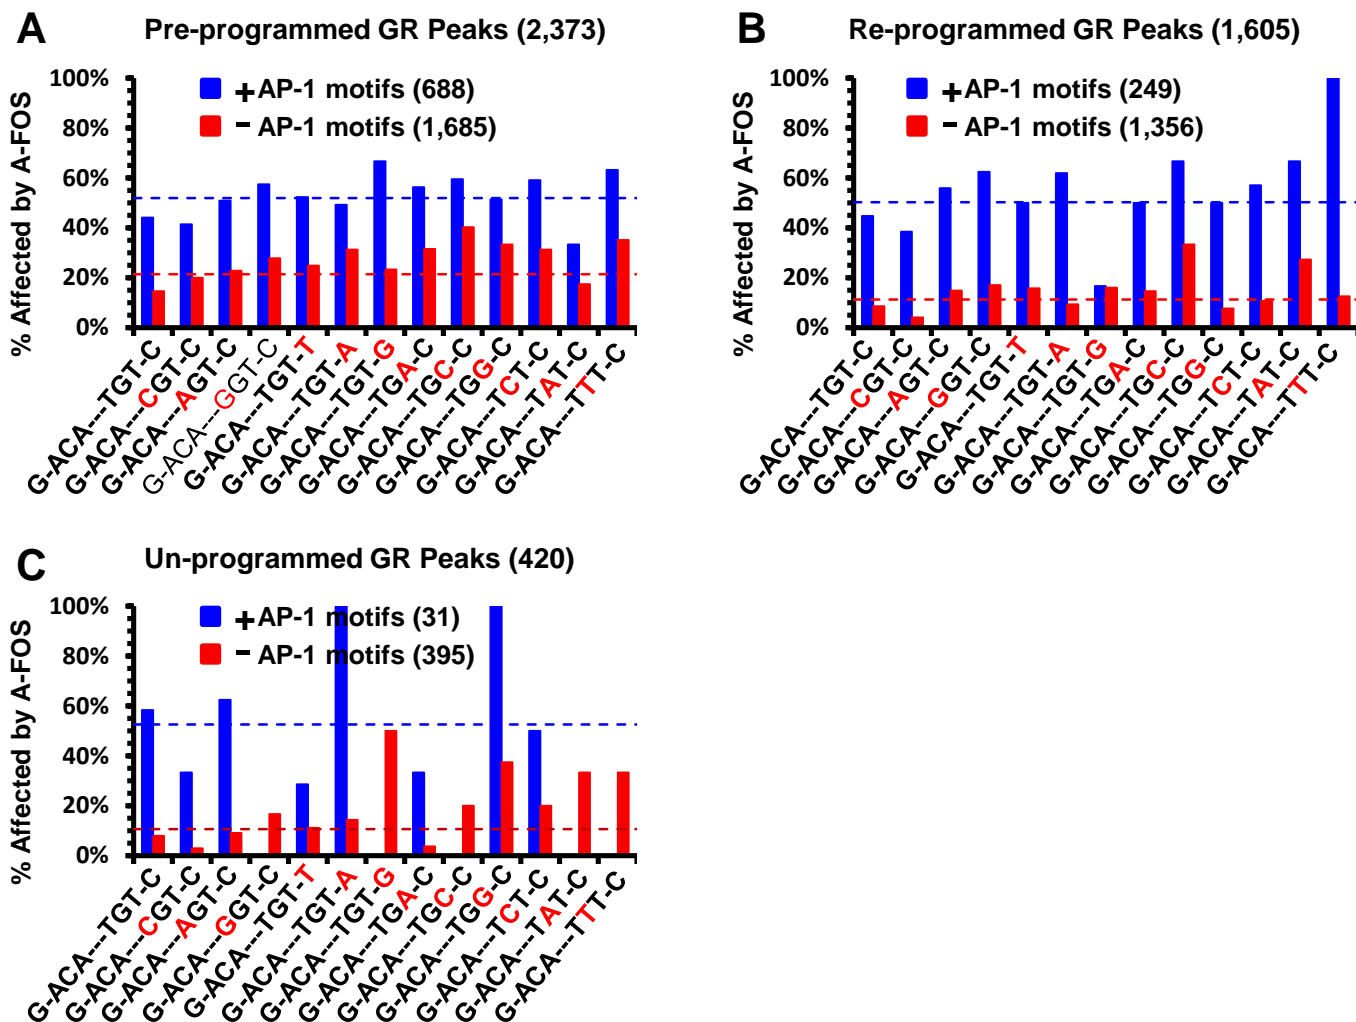 A
Pre-programmed GR Peaks (2,373)
% Affected by A-FOS
100%
80%
60%
40%
20%
0%
+AP-1 motifs (688)
- AP-1 motifs (1,685)
G-ACA---TGT-C
G-ACA---CGT-C
G-ACA---AGT-C
G-ACA---GGT-C
G-ACA---TGT-T
G-ACA---TGT-A
G-ACA---TGT-G
G-ACA---TGA-C
G-ACA---TGC-C
G-ACA---TGG-C
G-ACA---TCT-C
G-ACA---TAT-C
G-ACA---TTT-C
B
Re-programmed GR Peaks (1,605)
% Affected by A-FOS
100%
80%
60%
40%
20%
0%
+AP-1 motifs (249)
- AP-1 motifs (1,356)
G-ACA---TGT-C
G-ACA---CGT-C
G-ACA---AGT-C
G-ACA---GGT-C
G-ACA---TGT-T
G-ACA---TGT-A
G-ACA---TGT-G
G-ACA---TGA-C
G-ACA---TGC-C
G-ACA---TGG-C
G-ACA---TCT-C
G-ACA---TAT-C
G-ACA---TTT-C
C
Un-programmed GR Peaks (420)
% Affected by A-FOS
100%
80%
60%
40%
20%
0%
+AP-1 motifs (31)
- AP-1 motifs (395)
G-ACA---TGT-C
G-ACA---CGT-C
G-ACA---AGT-C
G-ACA---GGT-C
G-ACA---TGT-T
G-ACA---TGT-A
G-ACA---TGT-G
G-ACA---TGA-C
G-ACA---TGC-C
G-ACA---TGG-C
G-ACA---TCT-C
G-ACA---TAT-C
G-ACA---TTT-C